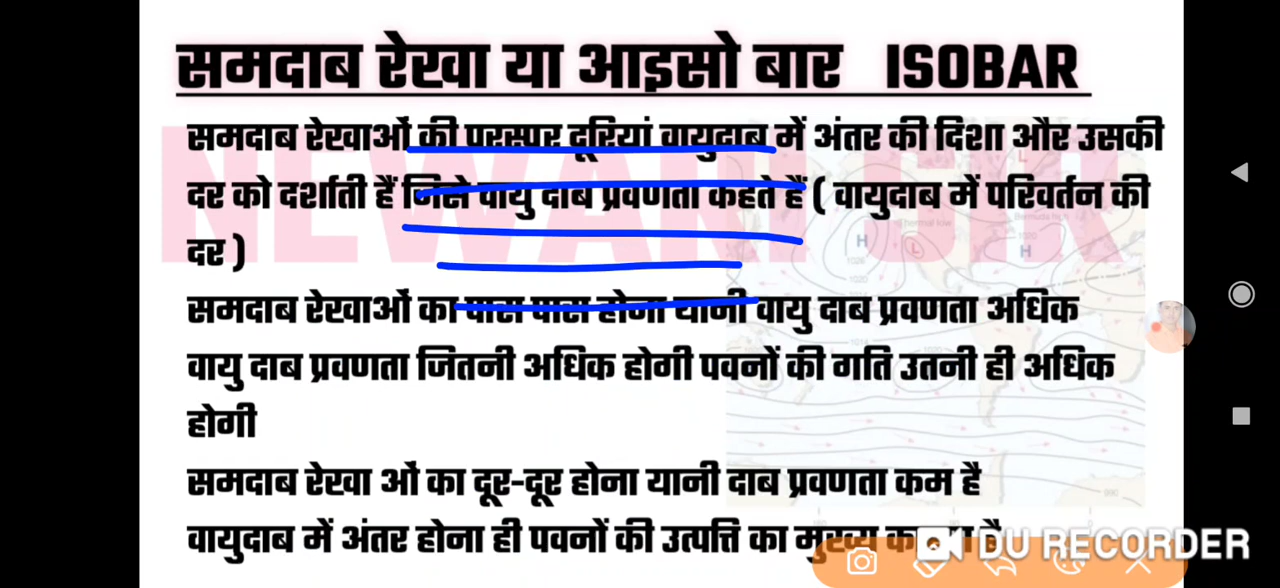 समदाब रेखा या आइसो बार ISOBAR
समदाब रेखाओं की परस्पर दूरियां वायुदाब में अंतर की दिशा और उसकी
दर को दर्शाती हैं जिसे वायु दाब प्रवणता कहते हैं ( वायुदाब में परिवर्तन की
दर )
समदाब रेखाओं का पास पास होना यानी वायु दाब प्रवणता अधिक
वायु दाब प्रवणता जितनी अधिक होगी पवनों की गति उतनी ही अधिक
होगी
समदाब रेखा ओं का दूर-दूर होना यानी दाब प्रवणता कम है
वायुदाब में अंतर होना ही पवनों की उत्पत्ति का मुख्य है
DU RECORDER